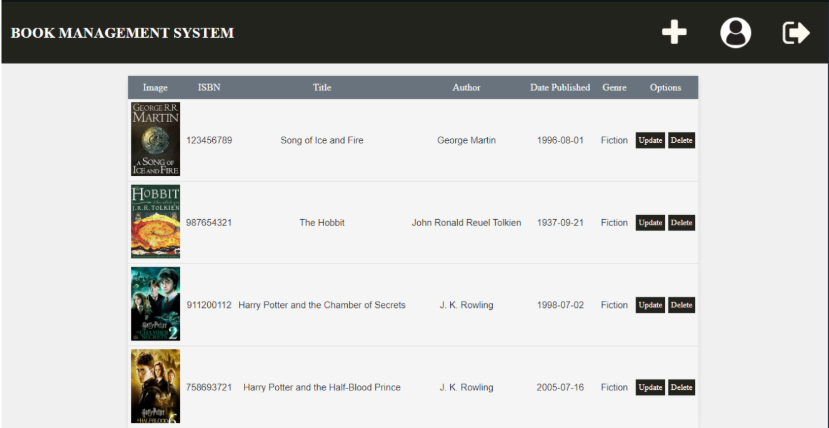 BOOK MANAGEMENT SYSTEM
Image ISBN Title Author Date Published Genre Options
GEORGE R.R.
MARTIN
A SONG OF
ICE AND FIRE
123456789 Song of Ice and Fire George Martin 1996-08-01 Fiction Update Delete
HOBBIT
J.R.R. TOLKIEN
987654321 The Hobbit John Ronald Reuel Tolkien 1937-09-21 Fiction Update Delete
Harry Potter
CHAMBER
SECRETS
2
911200112 Harry Potter and the Chamber of Secrets J. K. Rowling 1998-07-02 Fiction Update Delete
Harry Potter
HALF-BLOOD
758693721 Harry Potter and the Half-Blood Prince J. K. Rowling 2005-07-16 Fiction Update Delete